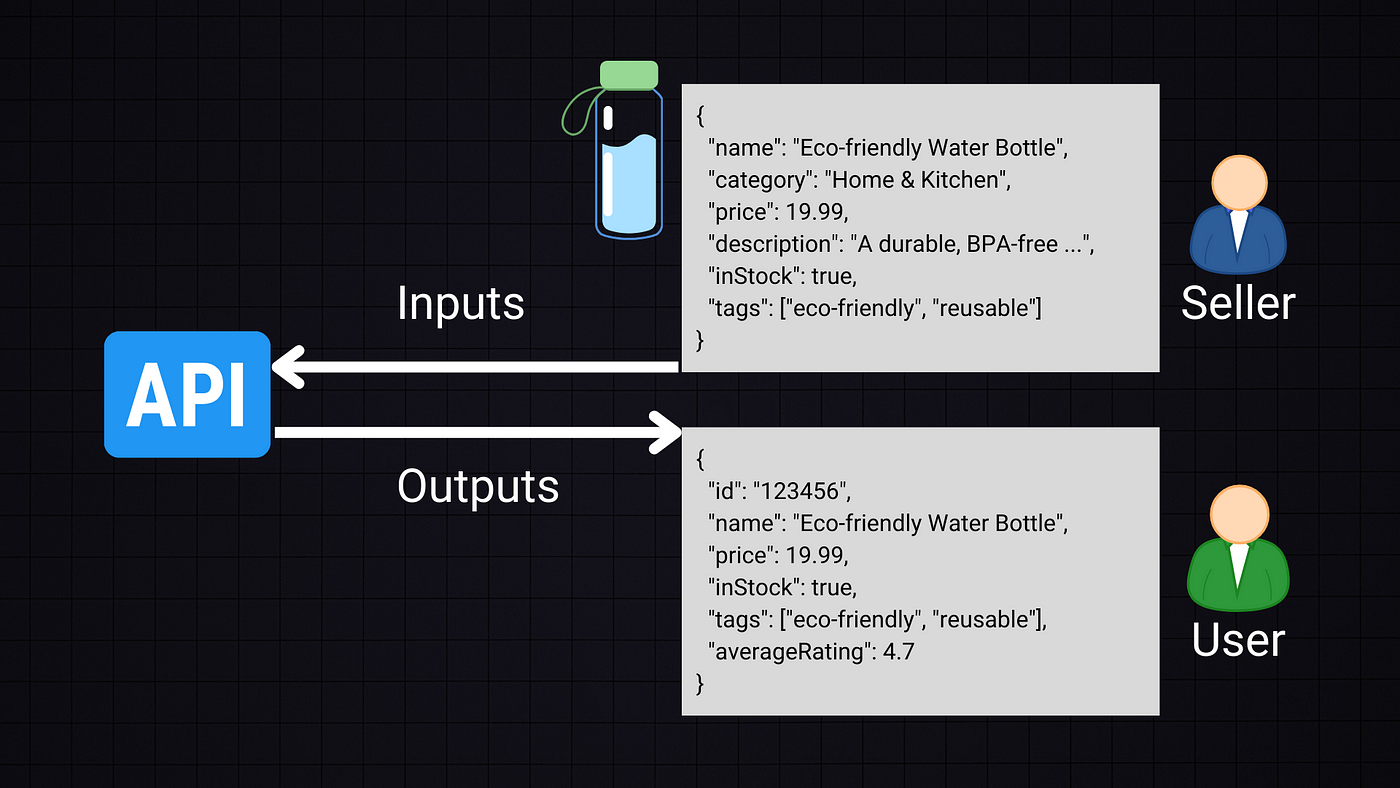 {
"name": "Eco-friendly Water Bottle",
"category": "Home & Kitchen",
"price": 19.99,
"description": "A durable, BPA-free ...",
"inStock": true,
"tags": ["eco-friendly", "reusable"]
}
Seller
Inputs
API
Outputs
{
"id": "123456",
"name": "Eco-friendly Water Bottle",
"price": 19.99,
"inStock": true,
"tags": ["eco-friendly", "reusable"],
"averageRating": 4.7
}
User